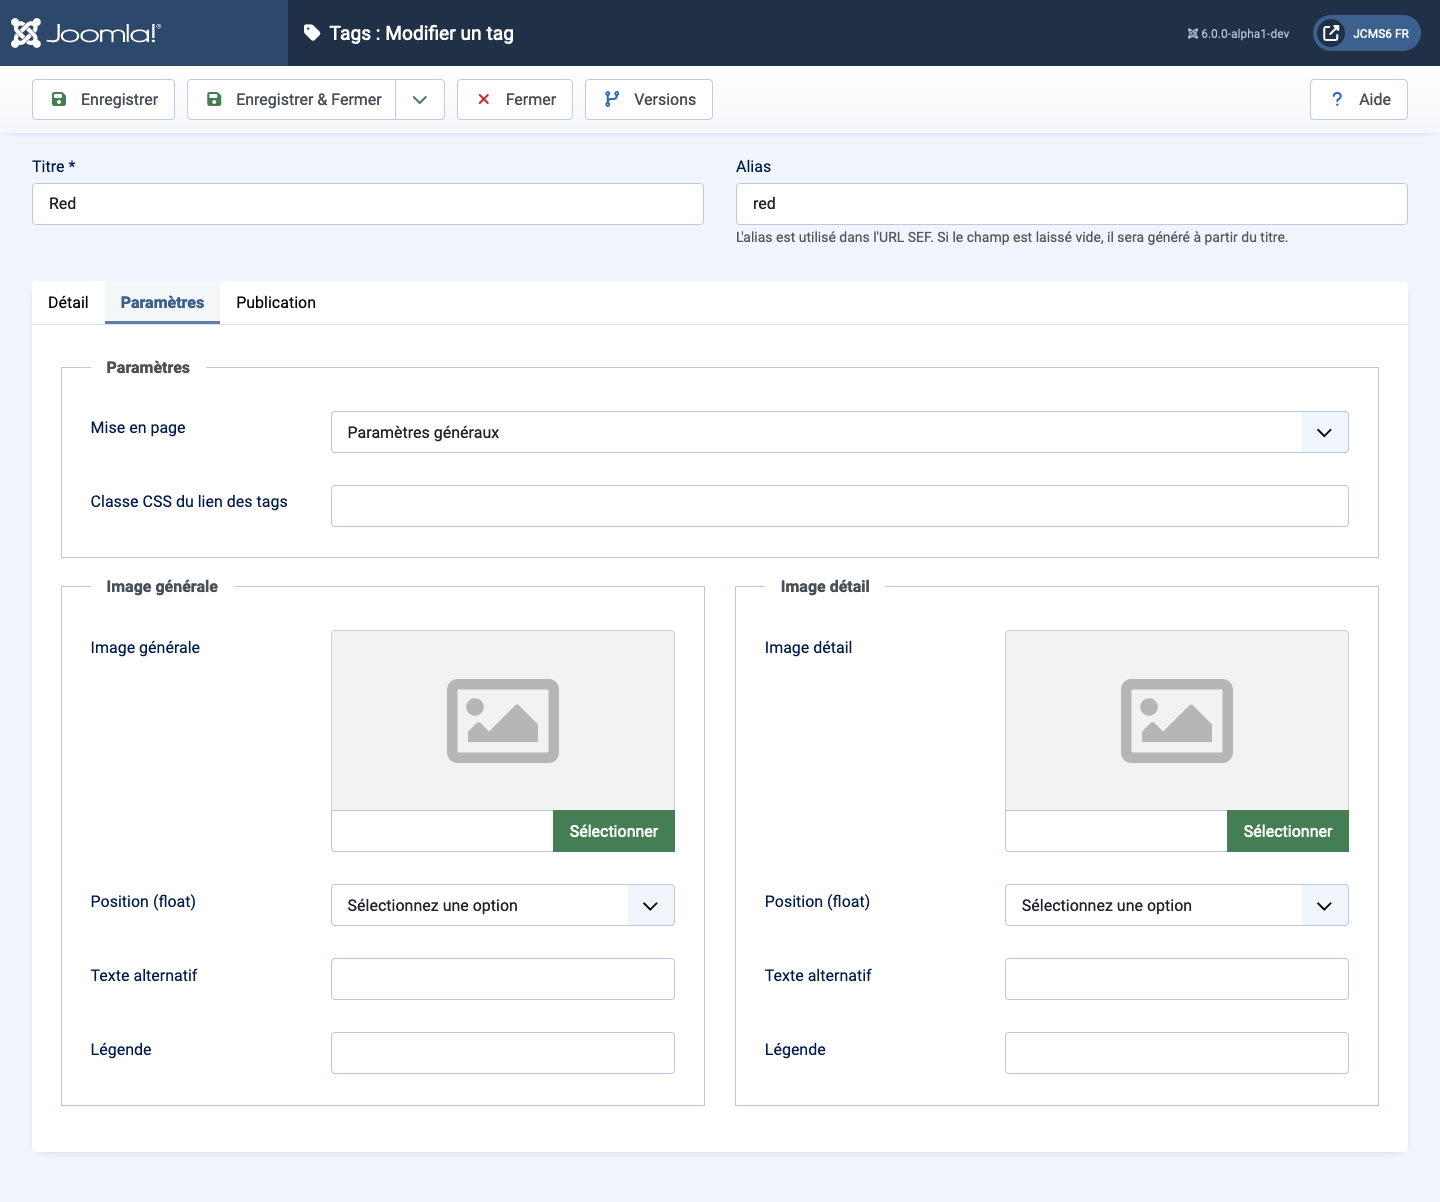 Joomla!®
Tags : Modifier un tag
6.0.0-alpha1-dev
JCMS6 FR
Enregistrer
Enregistrer & Fermer
Fermer
Versions
? Aide
Titre *
Alias
Red
red
L'alias est utilisé dans l'URL SEF. Si le champ est laissé vide, il sera généré à partir du titre.
Détail
Paramètres
Publication
Paramètres
Mise en page
Paramètres généraux
Classe CSS du lien des tags
Image générale
Image générale
Sélectionner
Position (float)
Sélectionnez une option
Texte alternatif
Légende
Image détail
Image détail
Sélectionner
Position (float)
Sélectionnez une option
Texte alternatif
Légende